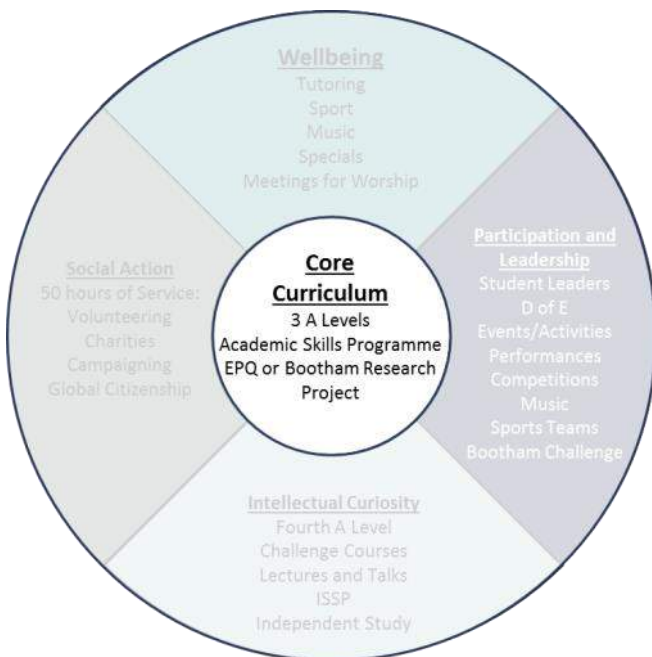 Wellbeing
Tutoring
Sport
Music
Specials
Meetings for Worship
Social Action
50 hours of Service:
Volunteering
Charities
Campaigning
Global Citizenship
Core
Curriculum
3 A Levels
Academic Skills Programme
EPQ or Bootham Research
Project
Participation and
Leadership
Student Leaders
D of E
Events/Activities
Performances
Competitions
Music
Sports Teams
Bootham Challenge
Intellectual Curiosity
Fourth A Level
Challenge Courses
Lectures and Talks
ISSP
Independent Study